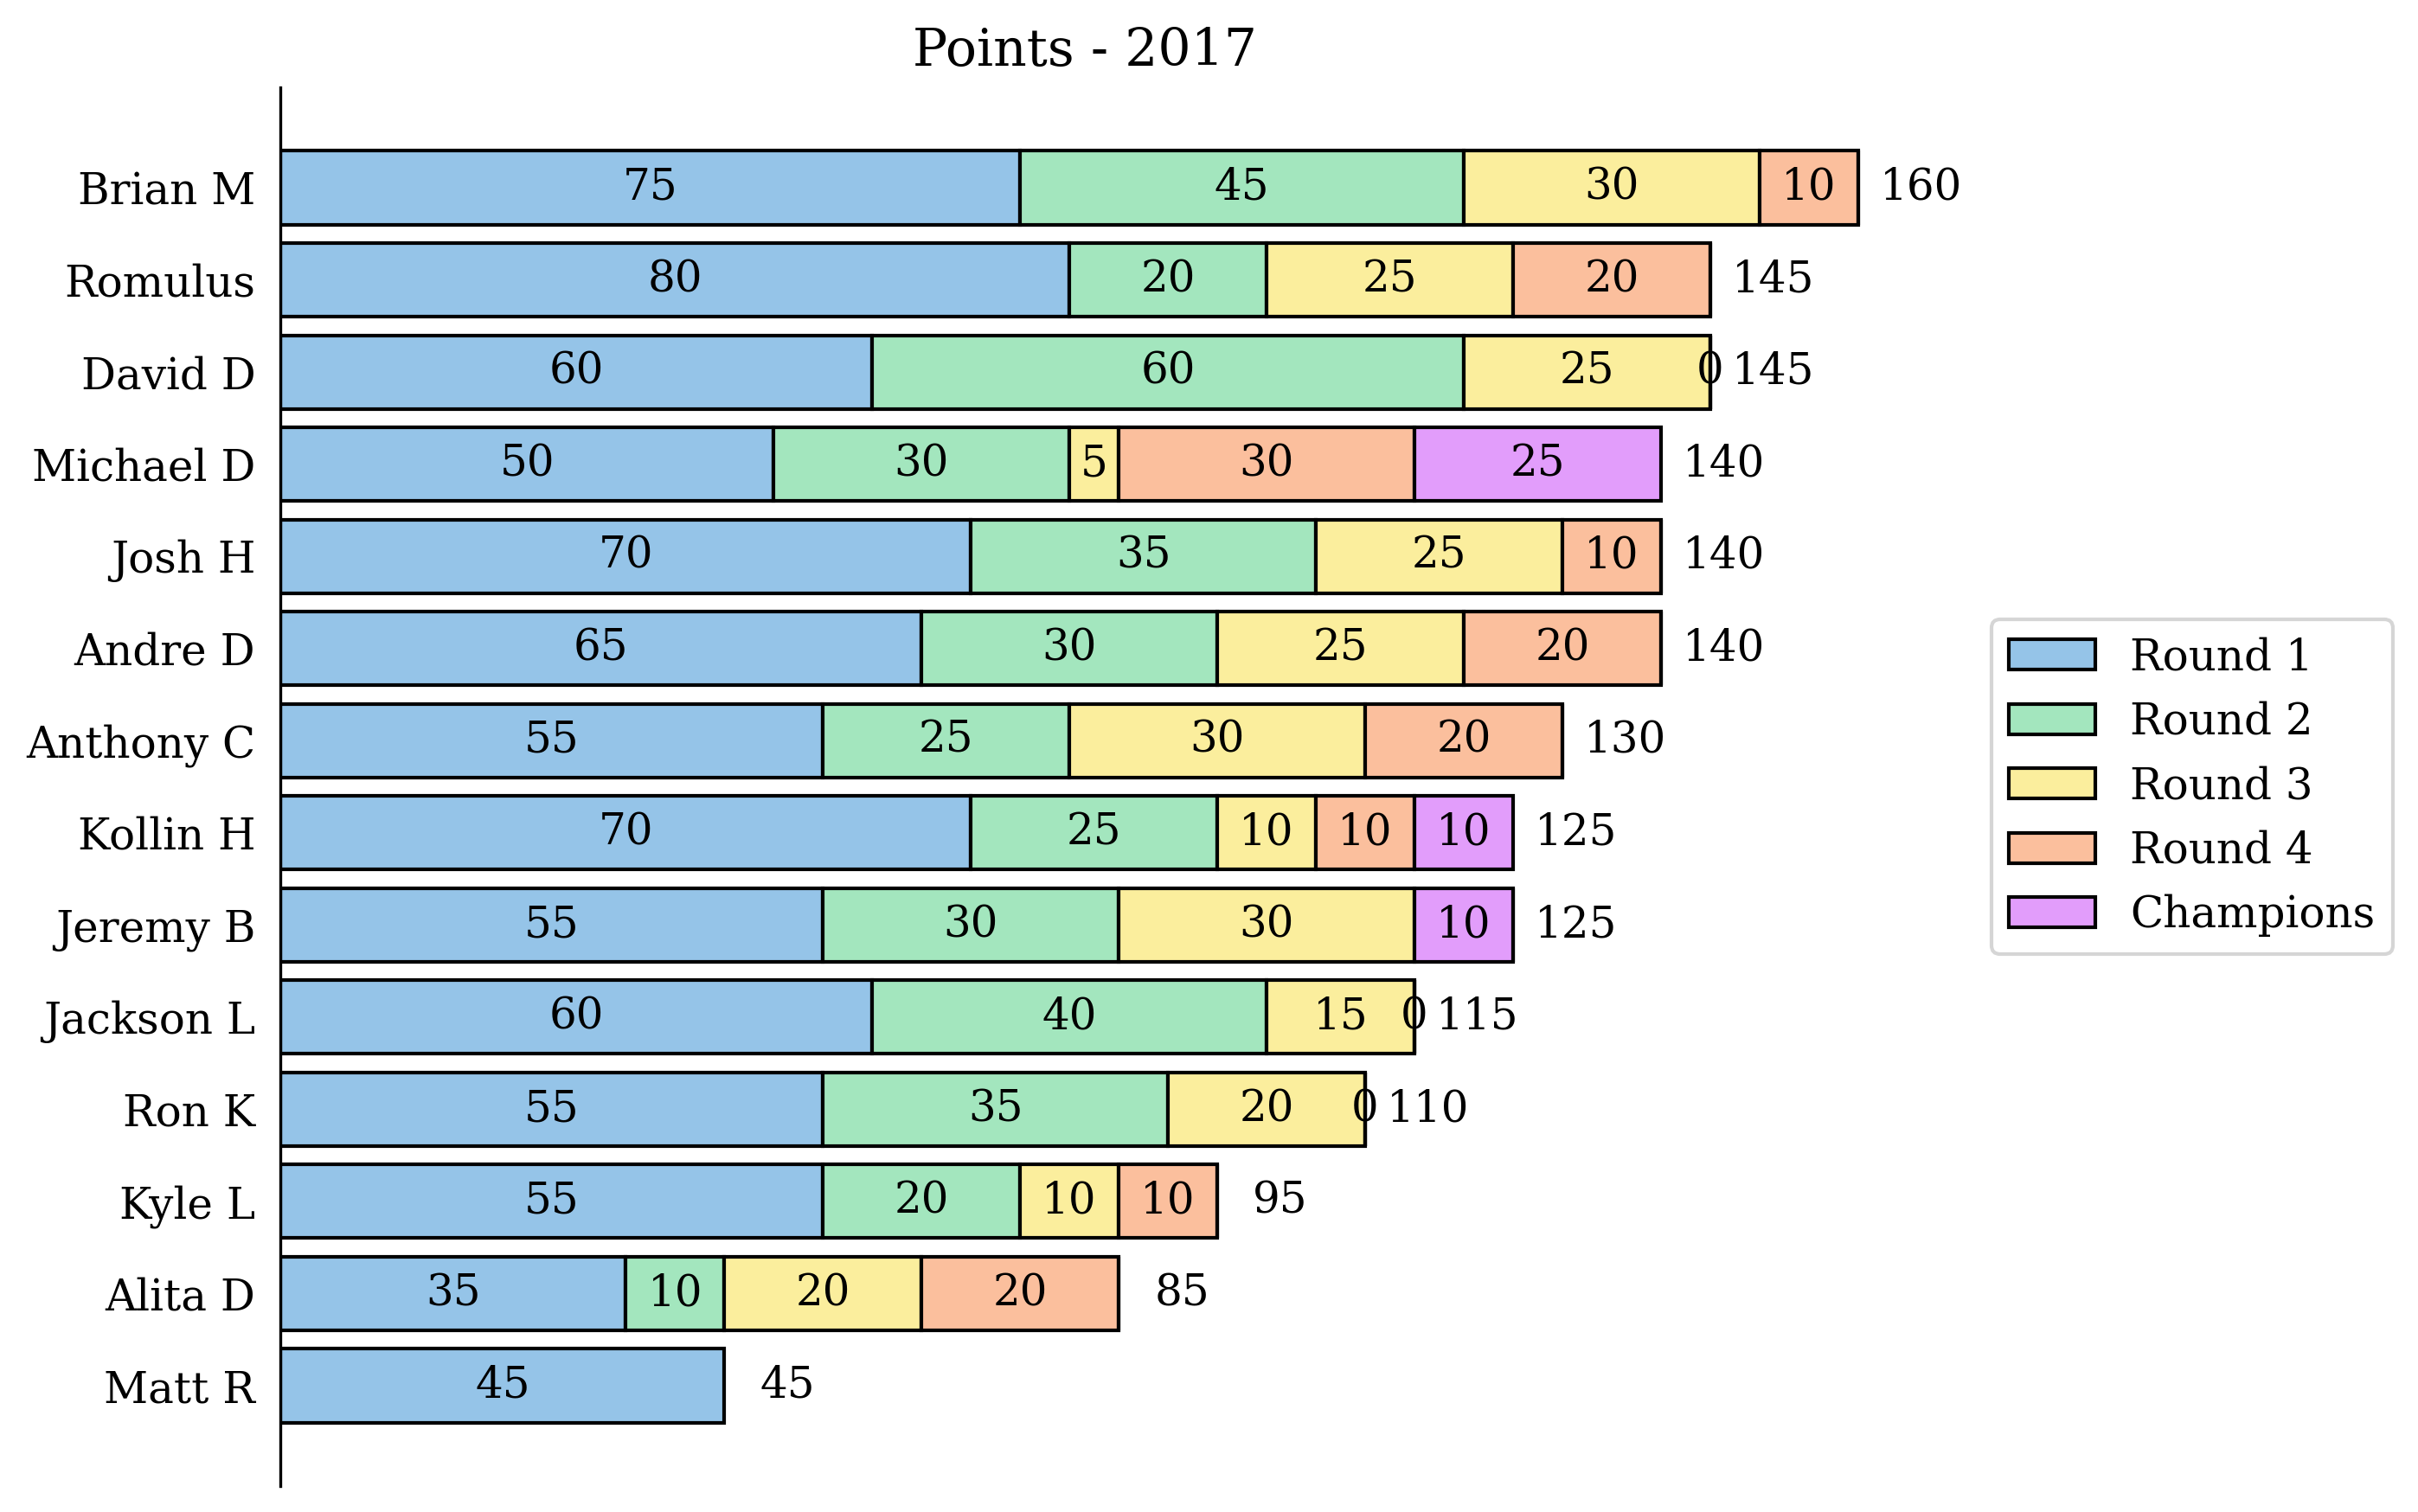 Points - 2017
Brian M 75 45 30 10 160
Romulus 80 20 25 20 145
David D 60 60 25 0 145
Michael D 50 30 5 30 25 140
Josh H 70 35 25 10 140
Andre D 65 30 25 20 140
Anthony C 55 25 30 20 130
Kollin H 70 25 10 10 10 125
Jeremy B 55 30 30 10 125
Jackson L 60 40 15 0 115
Ron K 55 35 20 0 110
Kyle L 55 20 10 10 95
Alita D 35 10 20 20 85
Matt R 45 45
Round 1
Round 2
Round 3
Round 4
Champions